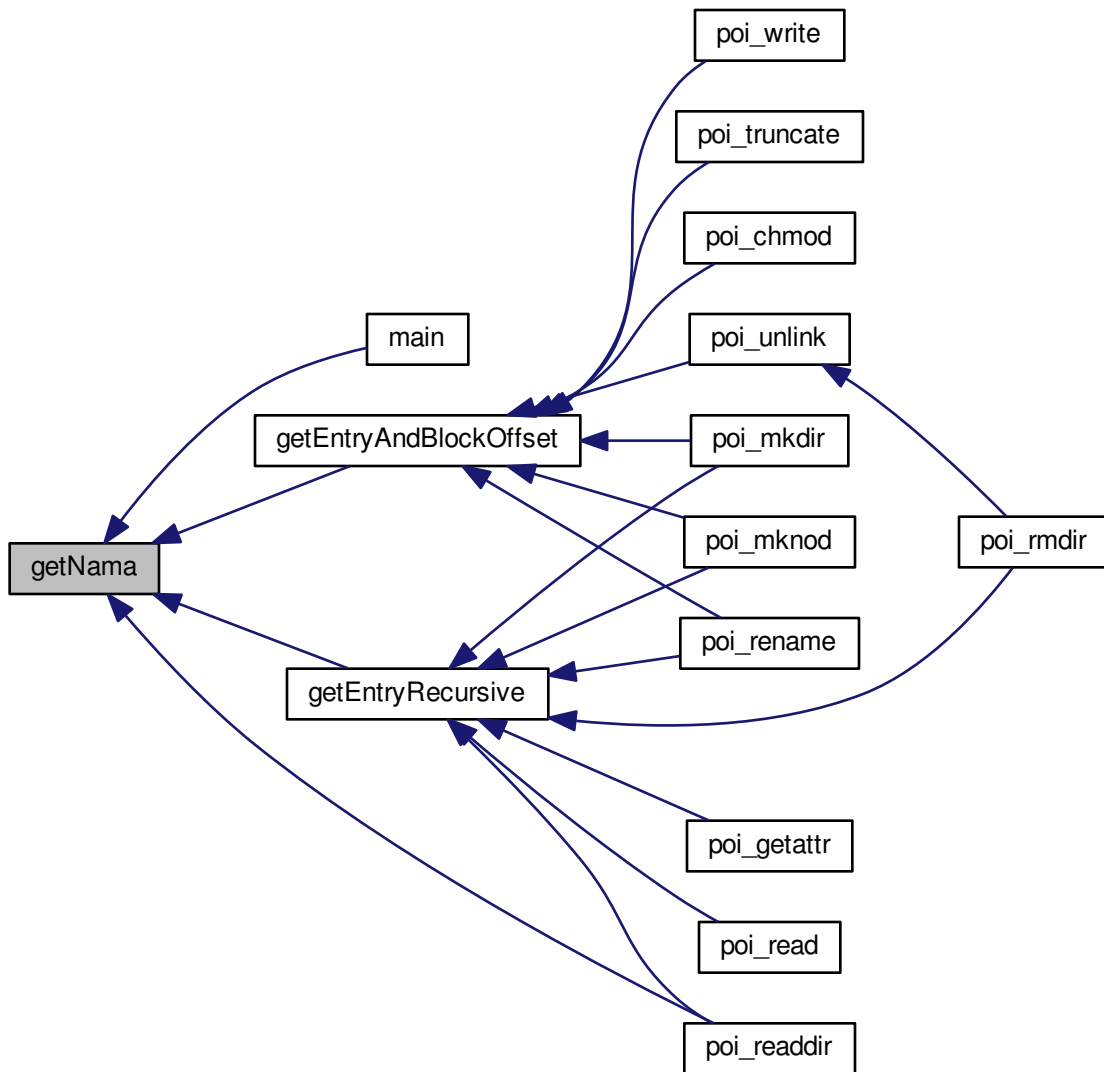 poi_write
poi_truncate
poi_chmod
main
poi_unlink
getEntryAndBlockOffset
poi_mkdir
getNama
poi_mknod
poi_rmdir
poi_rename
getEntryRecursive
poi_getattr
poi_read
poi_readdir